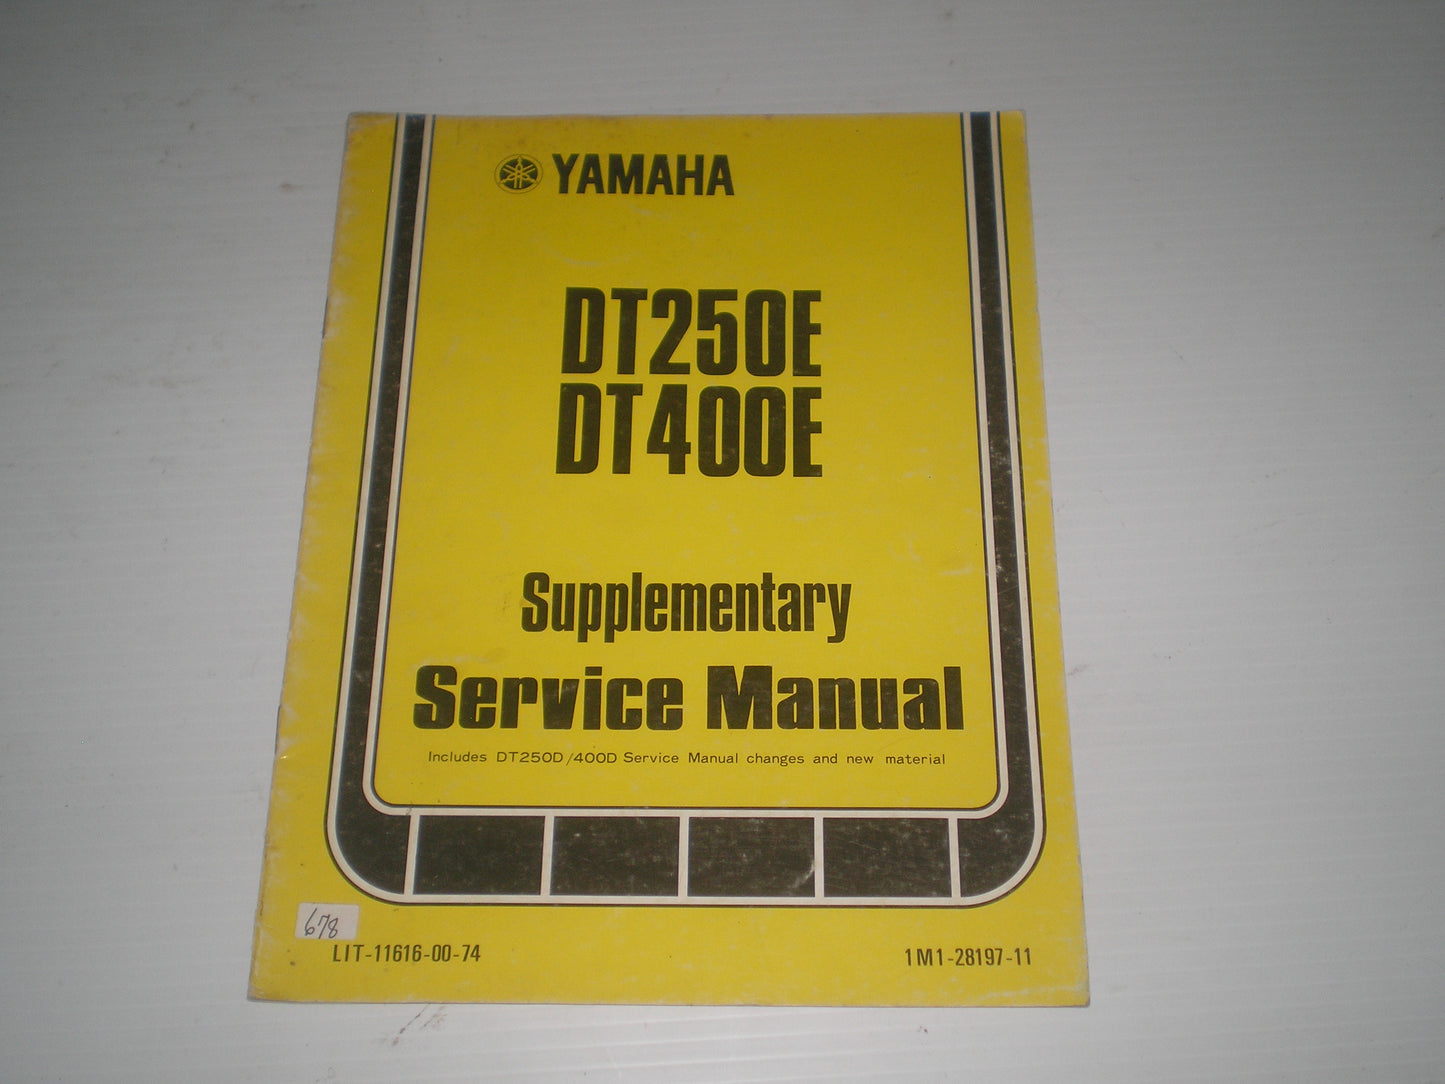 YAMAHA
DT250E
DT400E
Supplementary
Service Manual
Includes DT250D/400D Service Manual changes and new material
678
LIT-11616-00-74
1M1-28197-11